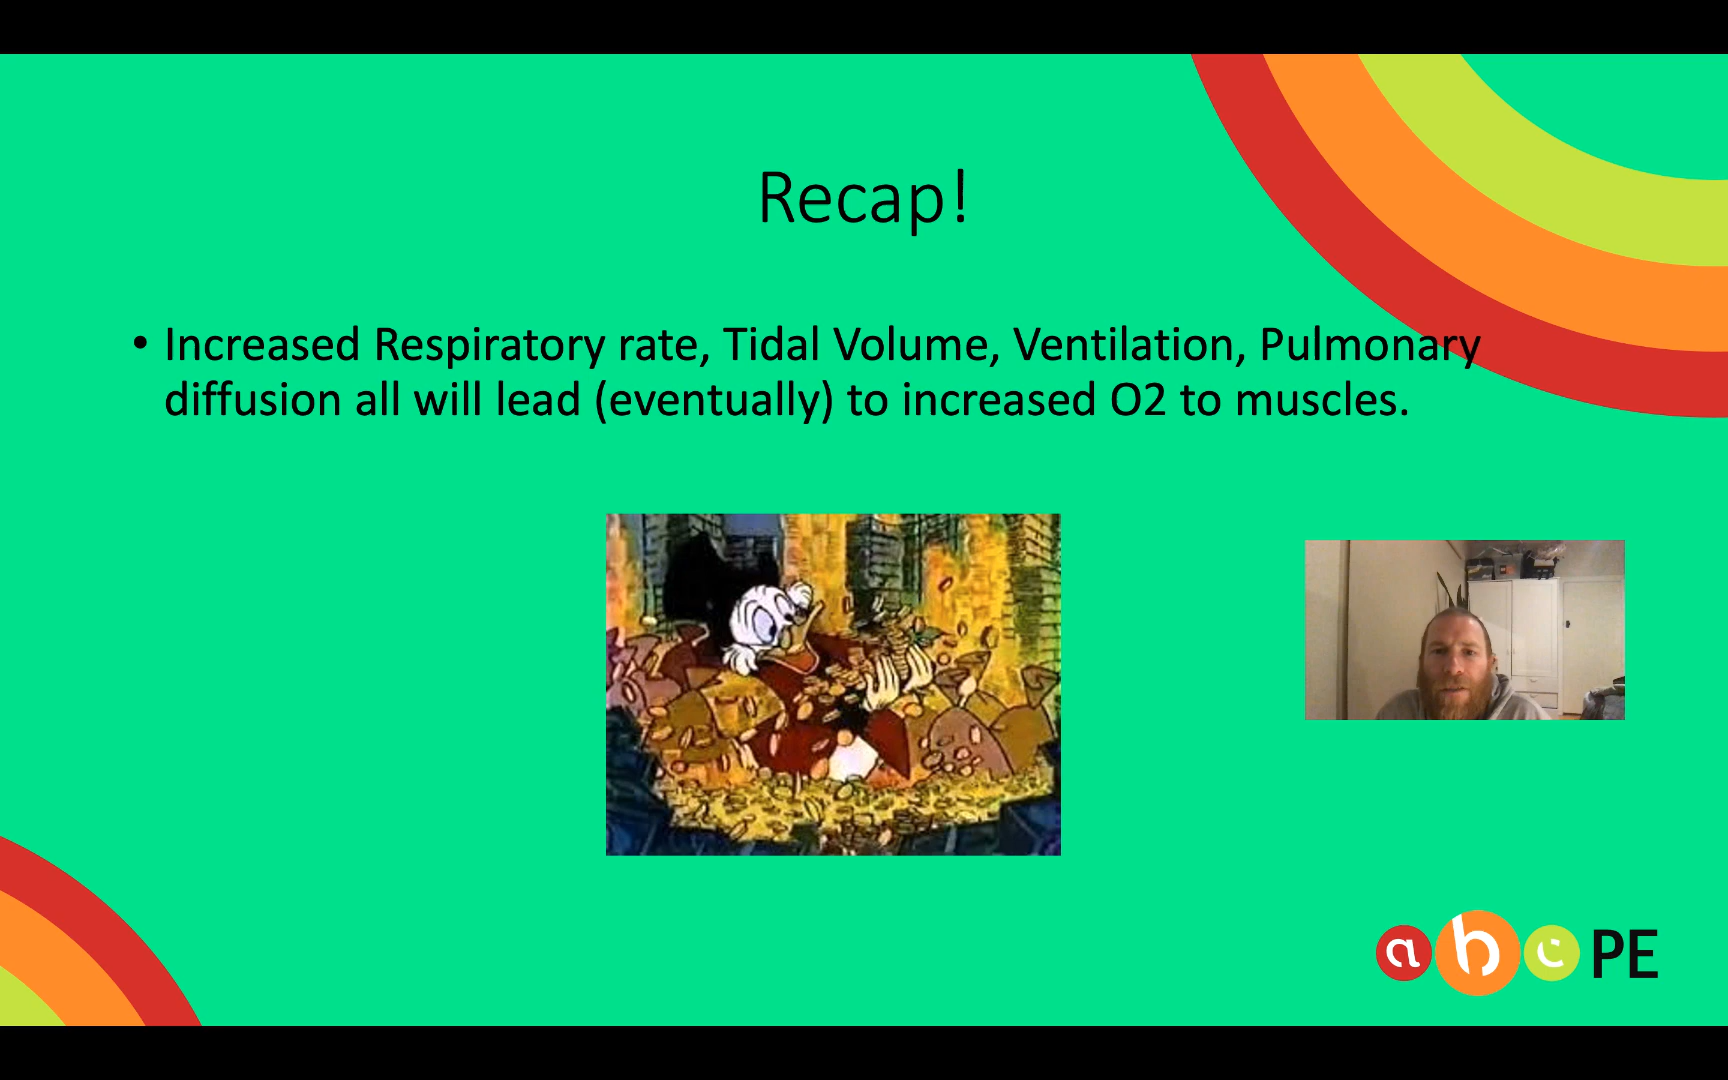 Recap!
• Increased Respiratory rate, Tidal Volume, Ventilation, Pulmonary
diffusion all will lead (eventually) to increased O2 to muscles.
abc PE